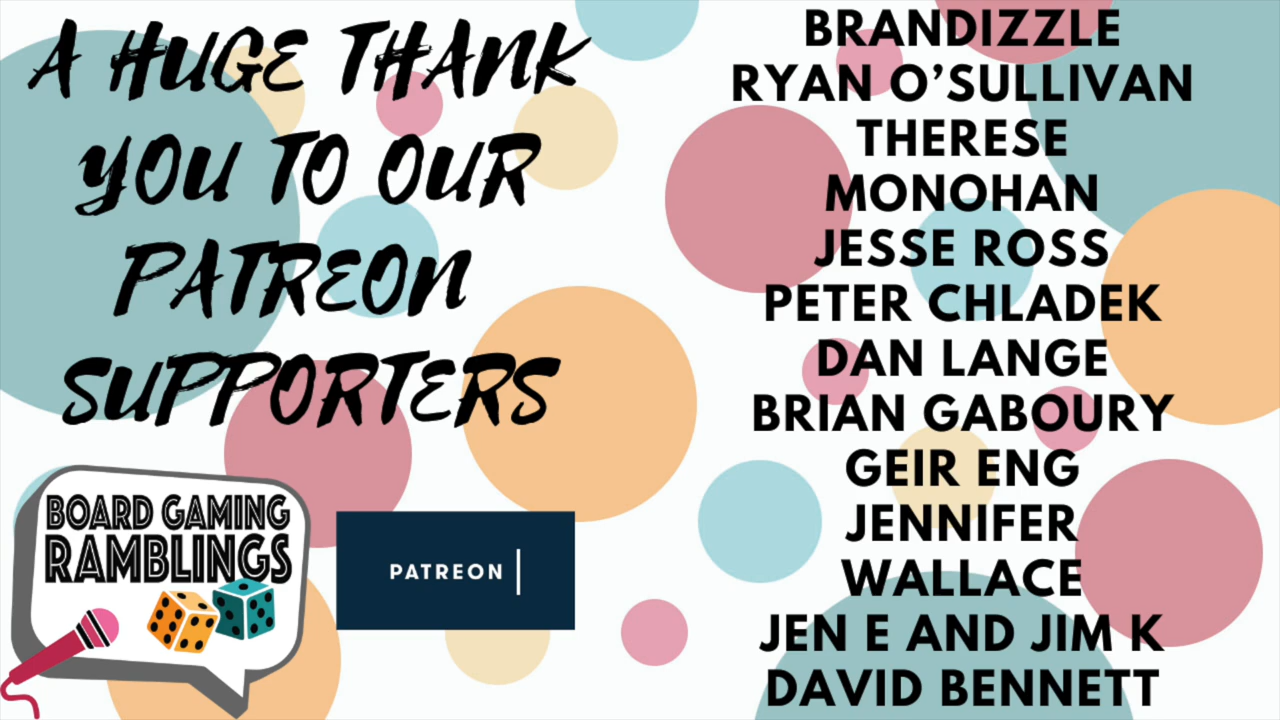 A HUGE THANK
YOU TO OUR
PATREON
SUPPORTERS
BOARD GAMING
RAMBLINGS
PATREON
BRANDIZZLE
RYAN O’SULLIVAN
THERESE
MONOHAN
JESSE ROSS
PETER CHLADEK
DAN LANGE
BRIAN GABOURY
GEIR ENG
JENNIFER
WALLACE
JEN E AND JIM K
DAVID BENNETT